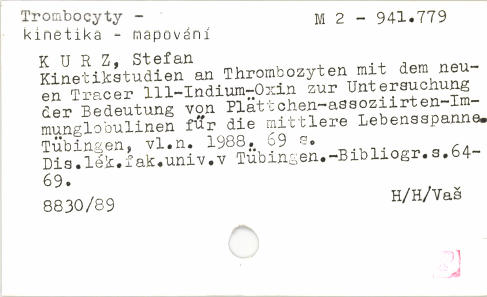 Trombocyty - M 2 - 941.779
kinetika - mapování
K U R Z, Stefan
Kinetikstudien an Thrombozyten mit dem neu-
en Tracer 111-Indium-Oxin zur Untersuchung
der Bedeutung von Plättchen-assoziirten-Im-
munglobulinen für die mittlere Lebensspanne.
Tübingen, vl.n. 1988. 69 s.
Dis.lék.fak.univ.v Tübingen.-Bibliogr.s.64-
69.
8830/89 H/H/Vaš